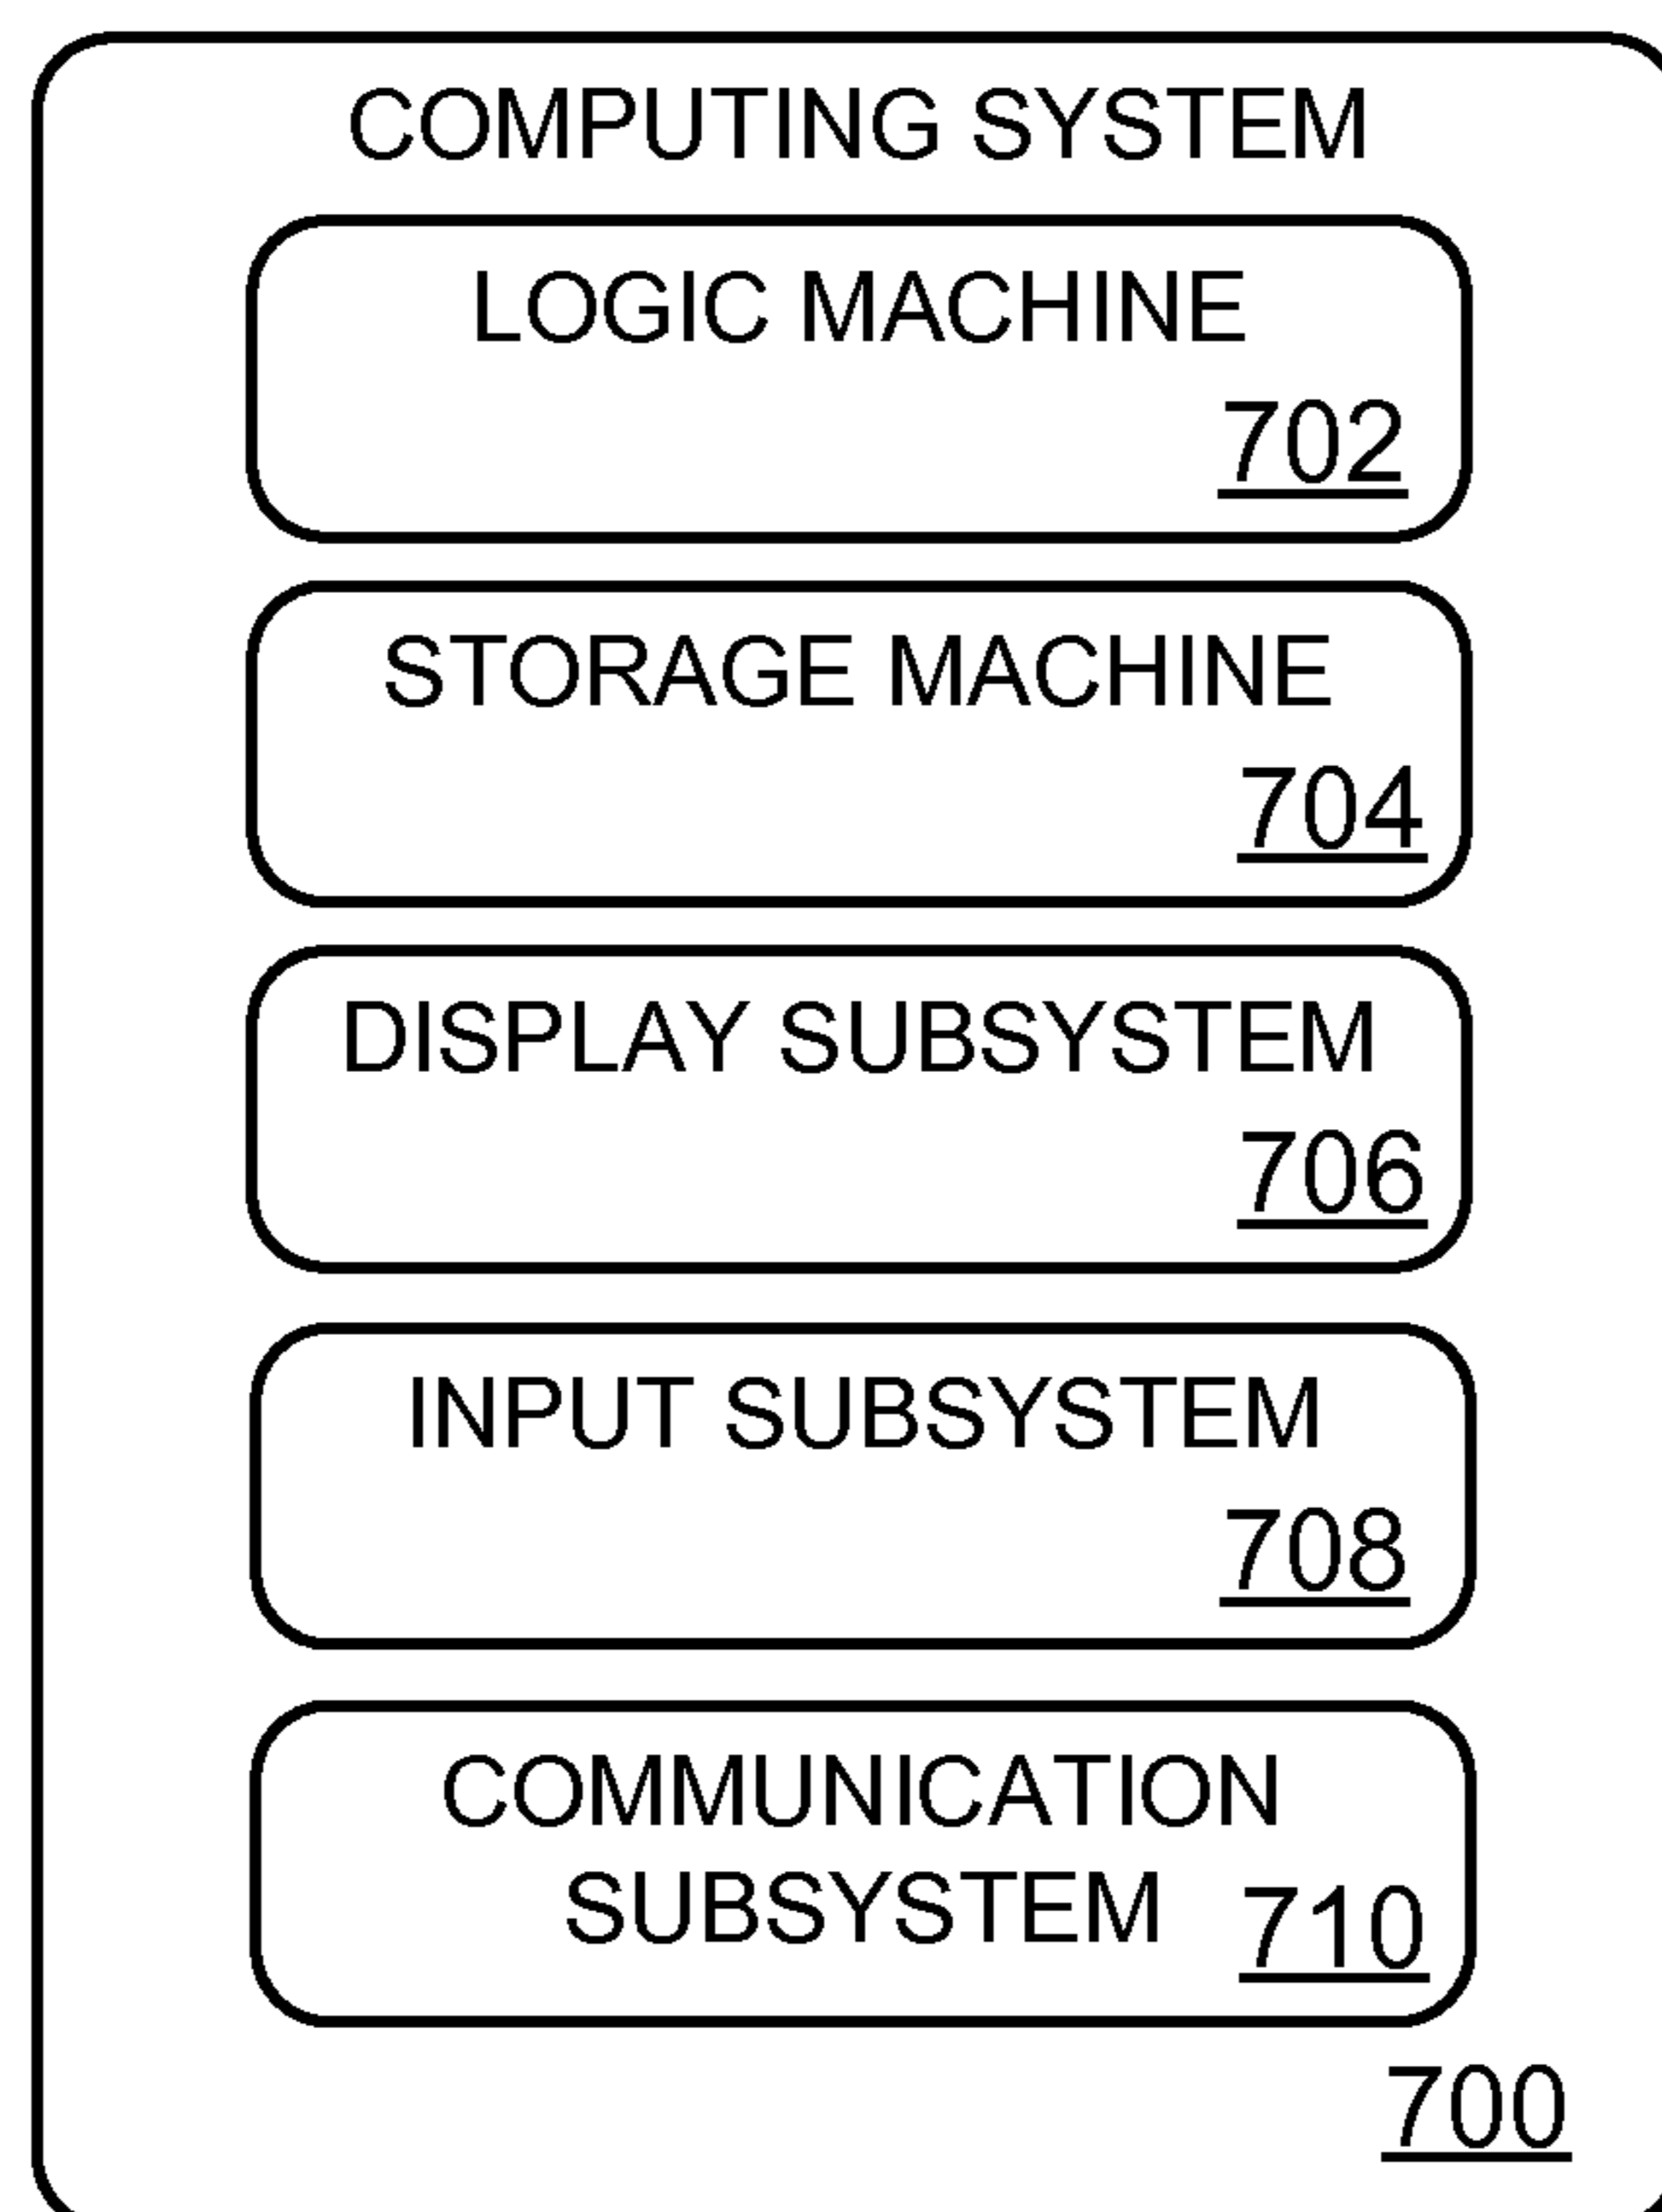 COMPUTING SYSTEM
LOGIC MACHINE
702
STORAGE MACHINE
704
DISPLAY SUBSYSTEM
706
INPUT SUBSYSTEM
708
COMMUNICATION
SUBSYSTEM 710
700